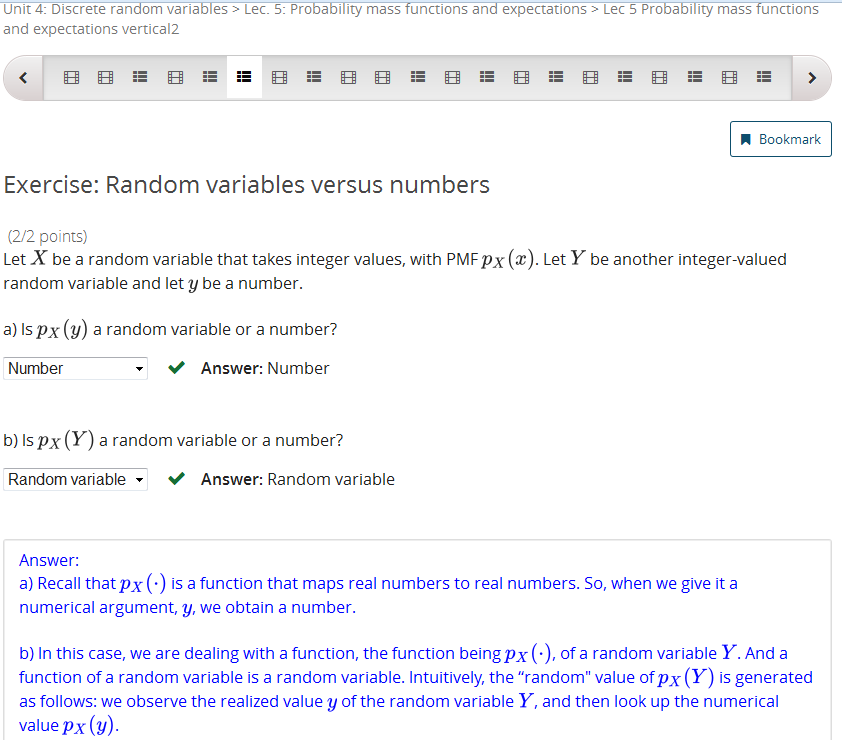 Unit 4: Discrete random variables > Lec. 5: Probability mass functions and expectations > Lec 5 Probability mass functions
and expectations vertical2
Bookmark
Exercise: Random variables versus numbers
(2/2 points)
Let X be a random variable that takes integer values, with PMF pX(x). Let Y be another integer-valued
random variable and let y be a number.
a) Is pX(y) a random variable or a number?
Number Answer: Number
b) Is pX(Y) a random variable or a number?
Random variable Answer: Random variable
Answer:
a) Recall that pX(·) is a function that maps real numbers to real numbers. So, when we give it a
numerical argument, y, we obtain a number.
b) In this case, we are dealing with a function, the function being pX(·), of a random variable Y. And a
function of a random variable is a random variable. Intuitively, the "random" value of pX(Y) is generated
as follows: we observe the realized value y of the random variable Y, and then look up the numerical
value pX(y).